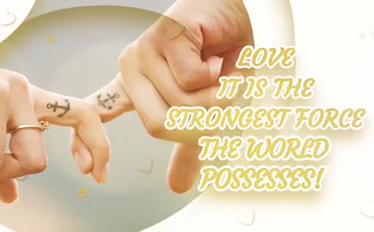 LOVE
IT IS THE
STRONGEST FORCE
THE WORLD
POSSESSES!